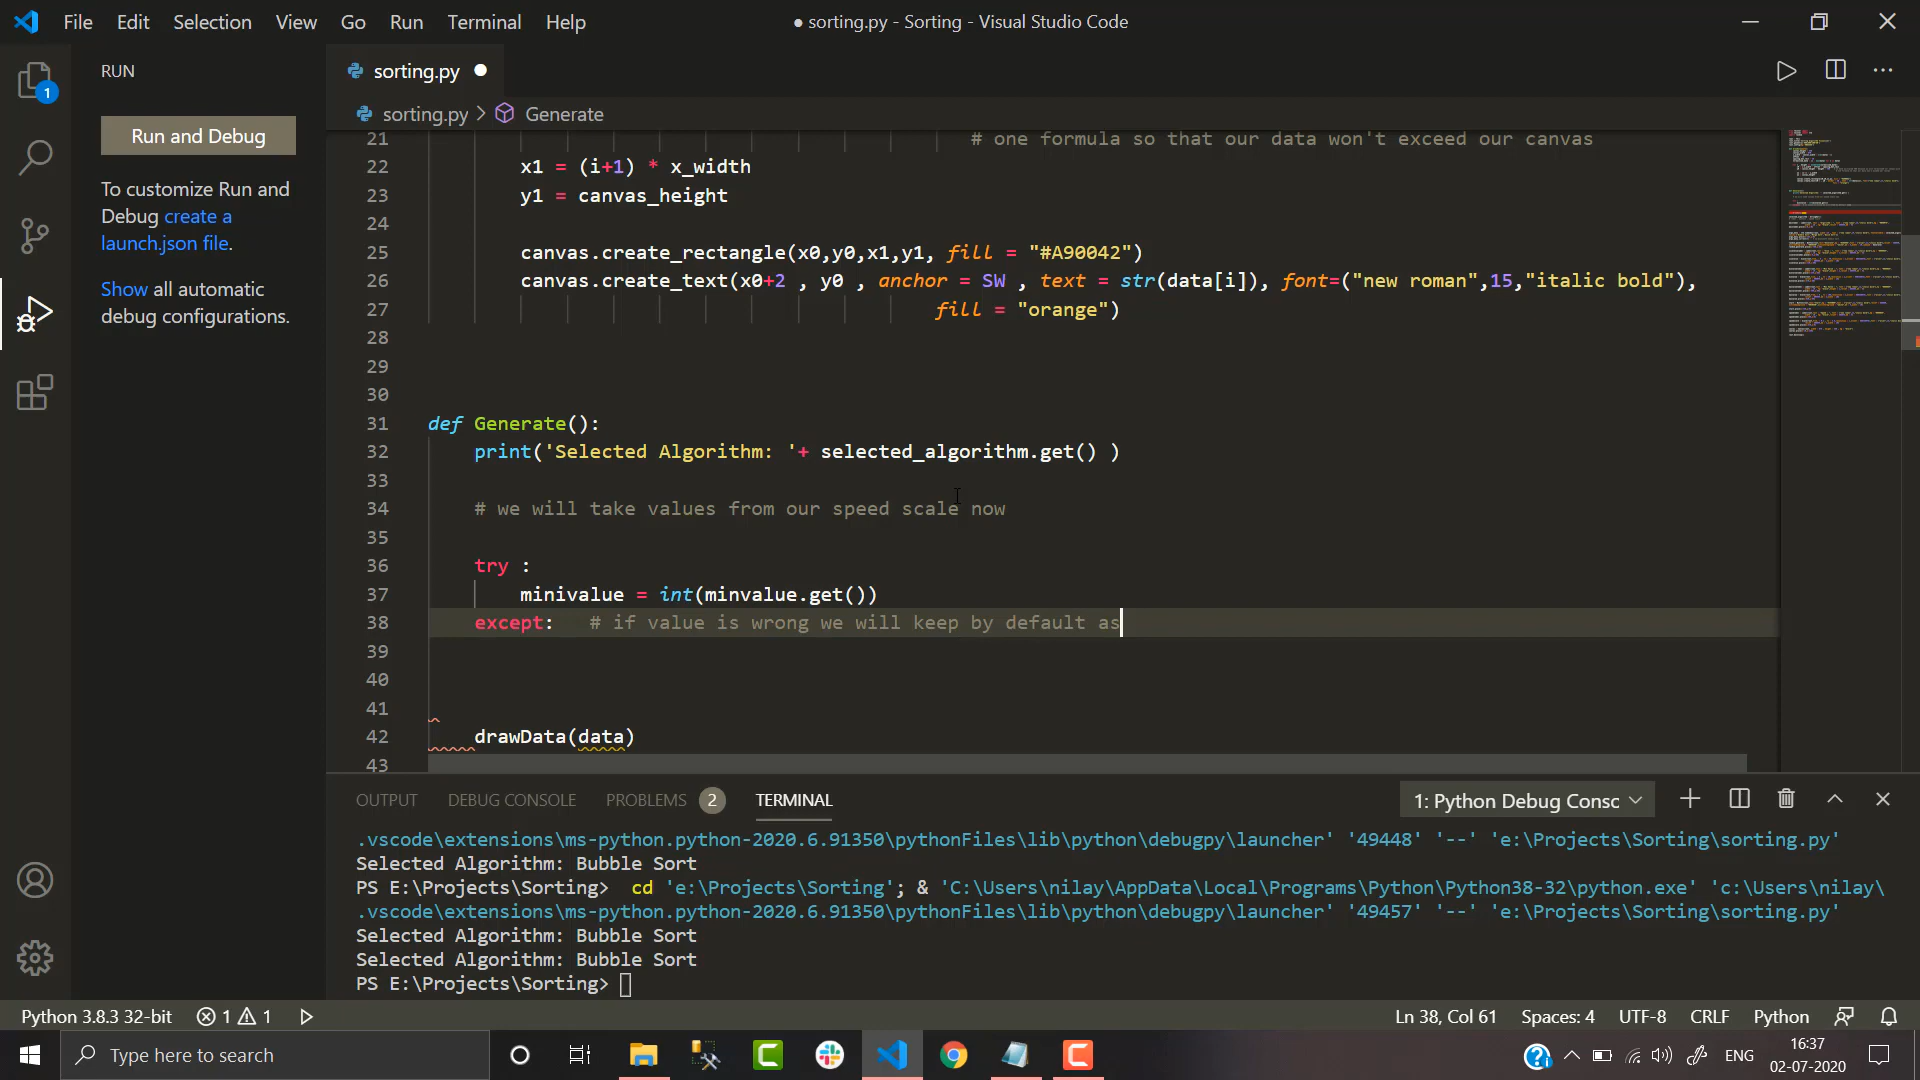 File Edit Selection View Go Run Terminal Help
● sorting.py - Sorting - Visual Studio Code
RUN
sorting.py
1
Run and Debug
sorting.py > Generate
To customize Run and
Debug create a
launch.json file.
Show all automatic
debug configurations.
21 # one formula so that our data won't exceed our canvas
22 x1 = (i+1) * x_width
23 y1 = canvas_height
24
25 canvas.create_rectangle(x0,y0,x1,y1, fill = "#A90042")
26 canvas.create_text(x0+2 , y0 , anchor = SW , text = str(data[i]), font=("new roman",15,"italic bold"),
27 fill = "orange")
28
29
30
31 def Generate():
32 print('Selected Algorithm: '+ selected_algorithm.get() )
33
34 # we will take values from our speed scale now
35
36 try :
37 minivalue = int(minvalue.get())
38 except: # if value is wrong we will keep by default as
39
40
41
42 drawData(data)
43
OUTPUT DEBUG CONSOLE PROBLEMS 2 TERMINAL
1: Python Debug Consc
.vscode\extensions\ms-python.python-2020.6.91350\pythonFiles\lib\python\debugpy\launcher' '49448' '--' 'e:\Projects\Sorting\sorting.py'
Selected Algorithm: Bubble Sort
PS E:\Projects\Sorting> cd 'e:\Projects\Sorting'; & 'C:\Users\nilay\AppData\Local\Programs\Python\Python38-32\python.exe' 'c:\Users\nilay\
.vscode\extensions\ms-python.python-2020.6.91350\pythonFiles\lib\python\debugpy\launcher' '49457' '--' 'e:\Projects\Sorting\sorting.py'
Selected Algorithm: Bubble Sort
Selected Algorithm: Bubble Sort
PS E:\Projects\Sorting>
Python 3.8.3 32-bit 1 1
Ln 38, Col 61 Spaces: 4 UTF-8 CRLF Python
Type here to search
ENG
16:37
02-07-2020